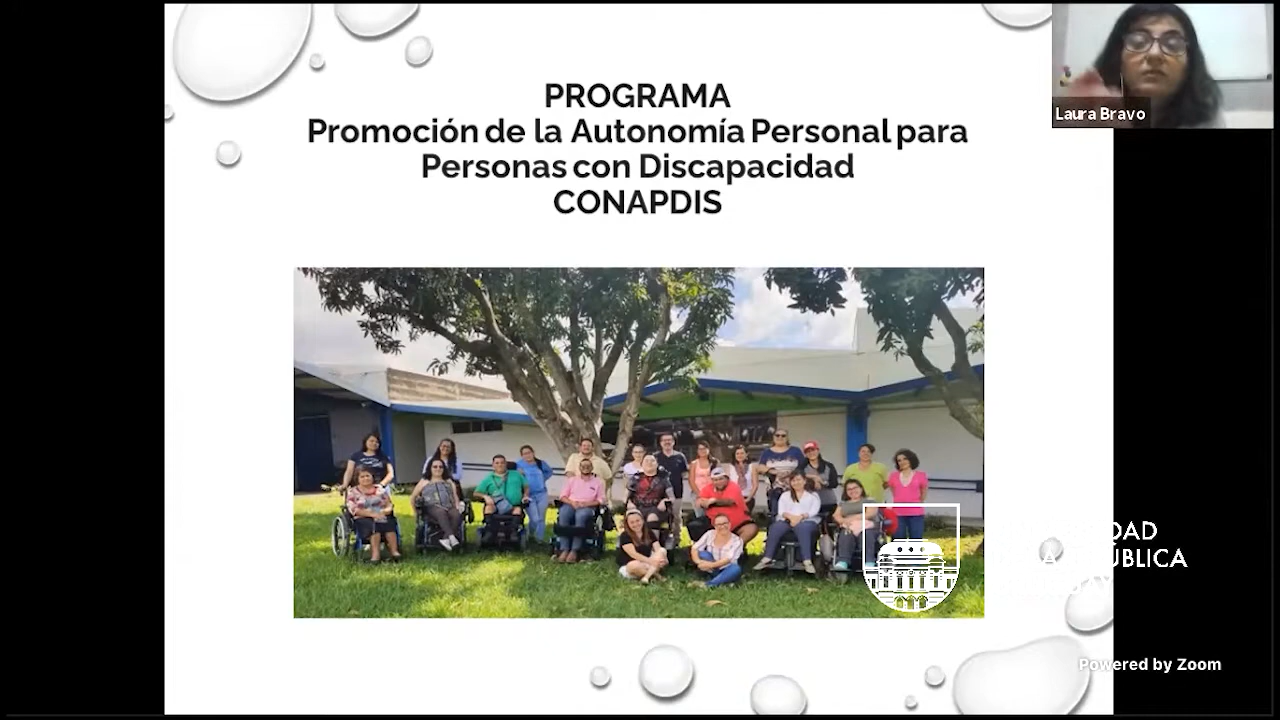 PROGRAMA
Promoción de la Autonomía Personal para
Personas con Discapacidad
CONAPDIS
Laura Bravo
Powered by Zoom